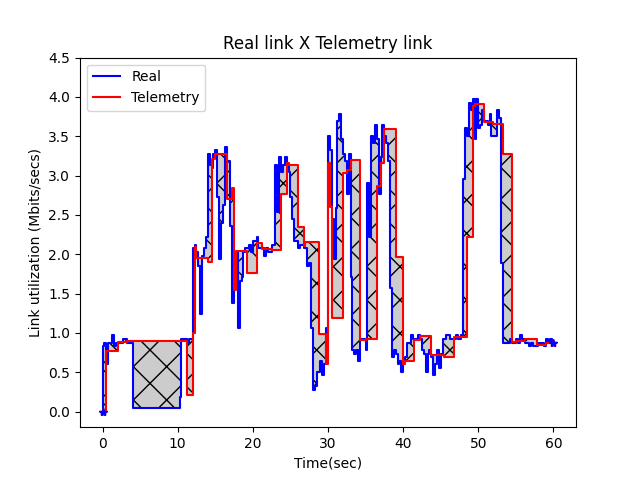 Real link X Telemetry link
Real
Telemetry
Link utilization (Mbits/secs)
4.5
4.0
3.5
3.0
2.5
2.0
1.5
1.0
0.5
0.0
0 10 20 30 40 50 60
Time(sec)